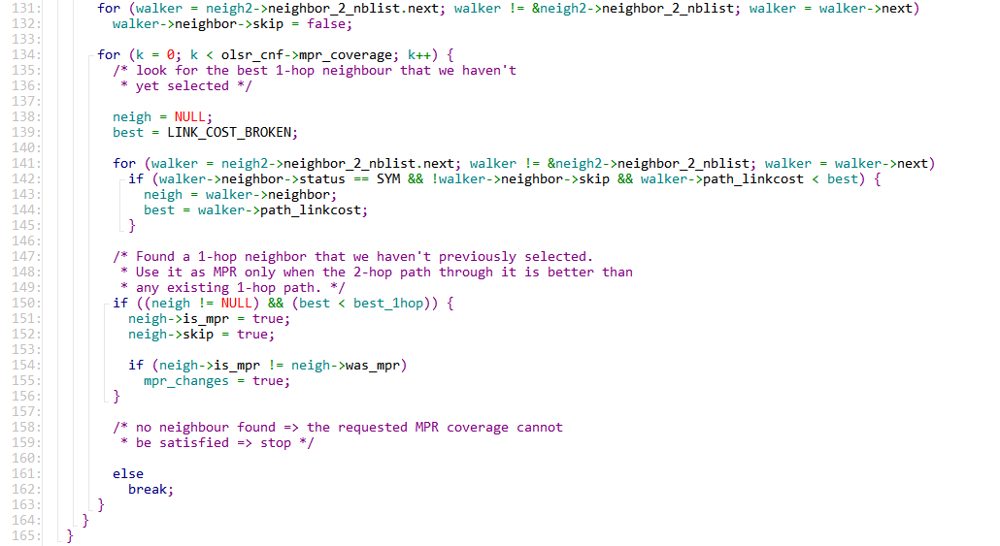 131: for (walker = neigh2->neighbor_2_nblist.next; walker != &neigh2->neighbor_2_nblist; walker = walker->next)
132: walker->neighbor->skip = false;
133:
134: for (k = 0; k < olsr_cnf->mpr_coverage; k++) {
135: /* look for the best 1-hop neighbour that we haven't
136: * yet selected */
137:
138: neigh = NULL;
139: best = LINK_COST_BROKEN;
140:
141: for (walker = neigh2->neighbor_2_nblist.next; walker != &neigh2->neighbor_2_nblist; walker = walker->next)
142: if (walker->neighbor->status == SYM && !walker->neighbor->skip && walker->path_linkcost < best) {
143: neigh = walker->neighbor;
144: best = walker->path_linkcost;
145: }
146:
147: /* Found a 1-hop neighbor that we haven't previously selected.
148: * Use it as MPR only when the 2-hop path through it is better than
149: * any existing 1-hop path. */
150: if ((neigh != NULL) && (best < best_1hop)) {
151: neigh->is_mpr = true;
152: neigh->skip = true;
153:
154: if (neigh->is_mpr != neigh->was_mpr)
155: mpr_changes = true;
156: }
157:
158: /* no neighbour found => the requested MPR coverage cannot
159: * be satisfied => stop */
160:
161: else
162: break;
163: }
164: }
165: }